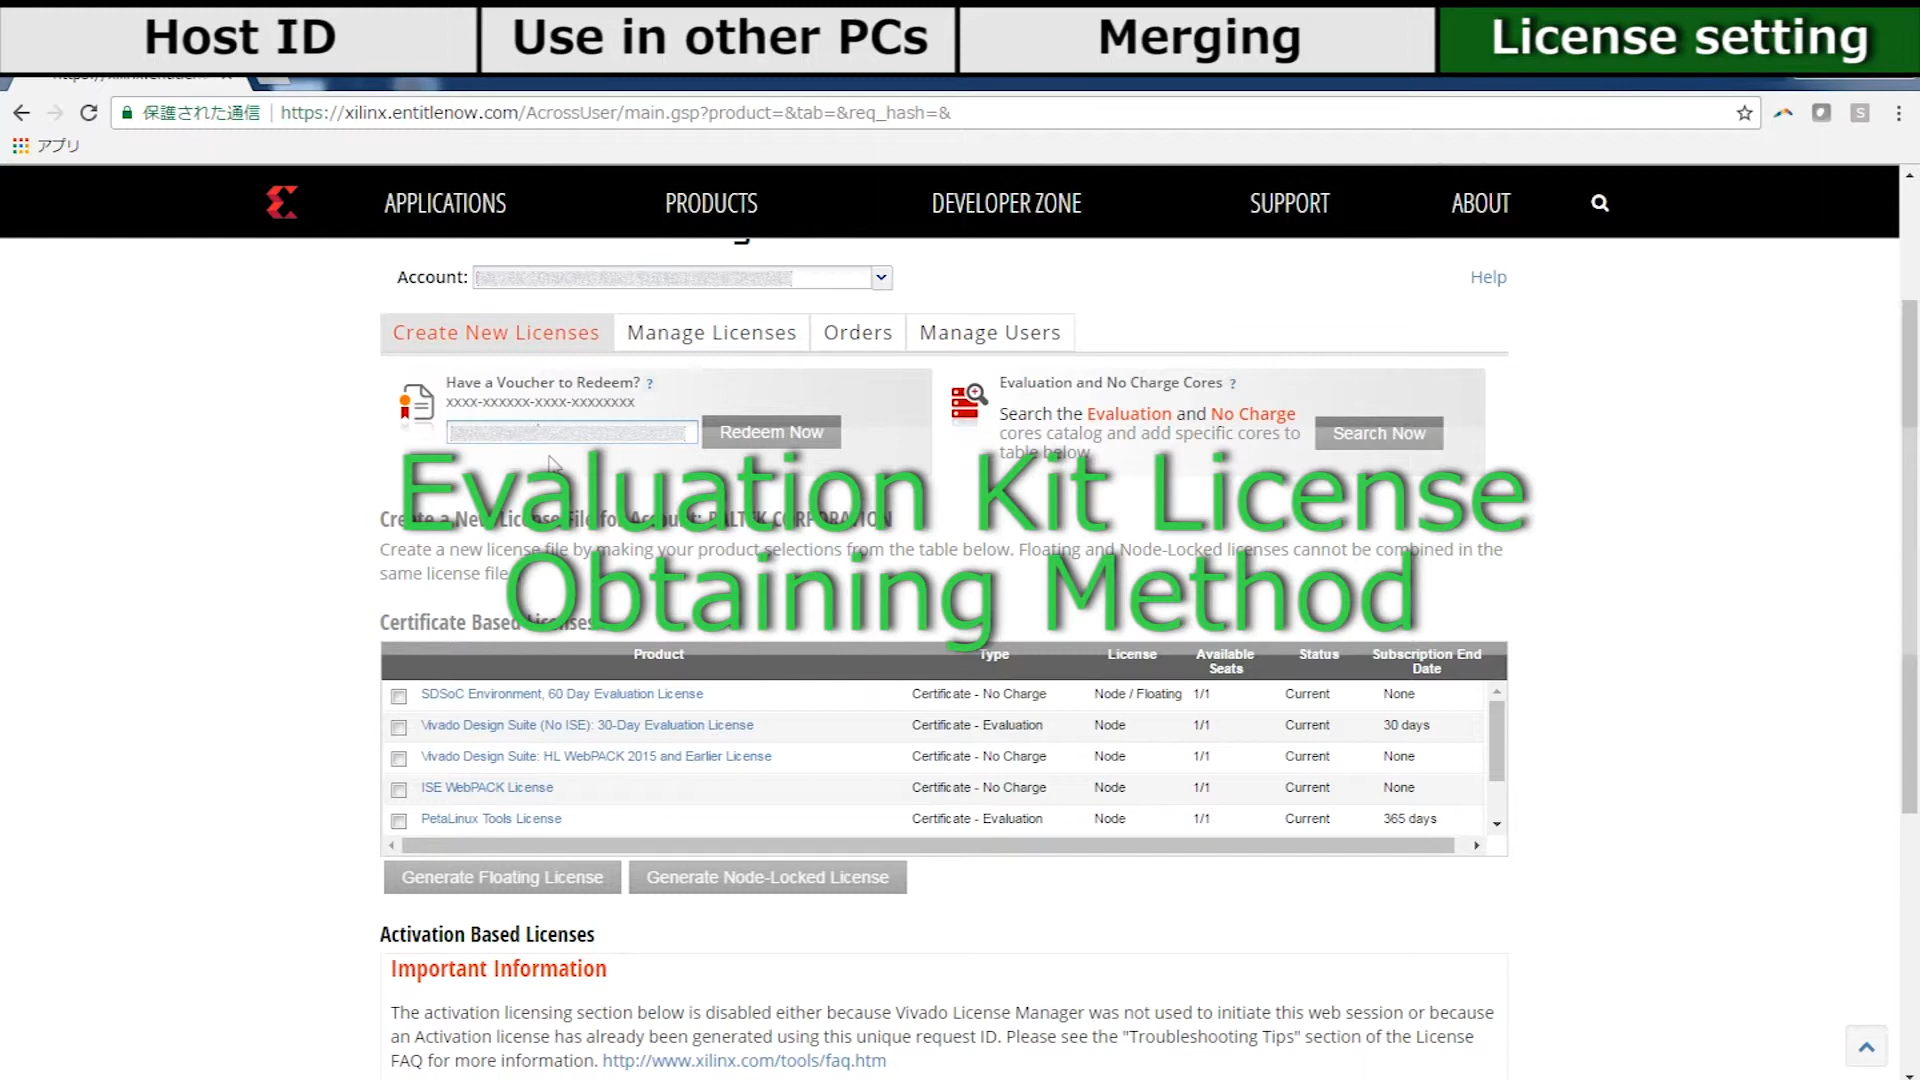 Host ID
Use in other PCs
Merging
License setting
保護された通信
https://xilinx.entitlenow.com/AcrossUser/main.gsp?product=&tab=&req_hash=&
アプリ
APPLICATIONS
PRODUCTS
DEVELOPER ZONE
SUPPORT
ABOUT
Account:
Help
Create New Licenses
Manage Licenses
Orders
Manage Users
Have a Voucher to Redeem? ?
xxxx-xxxxxx-xxxx-xxxxxxxx
Redeem Now
Evaluation and No Charge Cores ?
Search the Evaluation and No Charge
cores catalog and add specific cores to
table below
Search Now
Evaluation Kit License
Obtaining Method
Create a New License File for Account: PALTEK CORPORATION
Create a new license file by making your product selections from the table below. Floating and Node-Locked licenses cannot be combined in the
same license file
Certificate Based Licenses
Product Type License Available Seats Status Subscription End Date
SDSoC Environment, 60 Day Evaluation License Certificate - No Charge Node / Floating 1/1 Current None
Vivado Design Suite (No ISE): 30-Day Evaluation License Certificate - Evaluation Node 1/1 Current 30 days
Vivado Design Suite: HL WebPACK 2015 and Earlier License Certificate - No Charge Node 1/1 Current None
ISE WebPACK License Certificate - No Charge Node 1/1 Current None
PetaLinux Tools License Certificate - Evaluation Node 1/1 Current 365 days
Generate Floating License
Generate Node-Locked License
Activation Based Licenses
Important Information
The activation licensing section below is disabled either because Vivado License Manager was not used to initiate this web session or because
an Activation license has already been generated using this unique request ID. Please see the "Troubleshooting Tips" section of the License
FAQ for more information. http://www.xilinx.com/tools/faq.htm